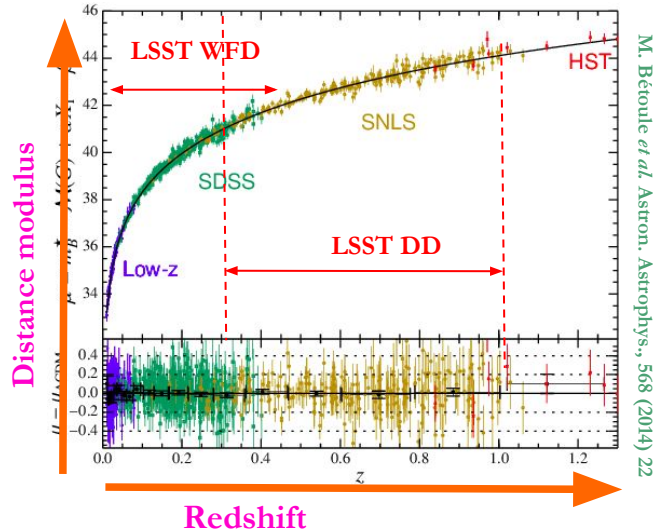 LSST WFD
HST
SNLS
SDSS
Low-z
LSST DD
46
44
42
40
38
36
34
0.4
0.2
0.0
−0.2
−0.4
0.0
0.2
0.4
0.6
0.8
1.0
1.2
z
Distance modulus
Redshift
M. Bétoule et al. Astron. Astrophys., 568 (2014) 22